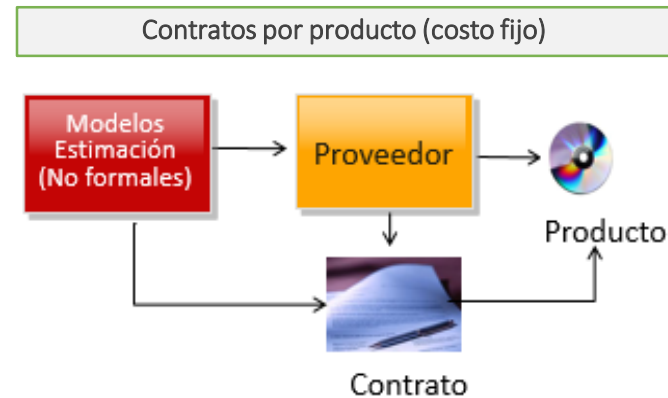 Contratos por producto (costo fijo)
Modelos
Estimación
(No formales)
Proveedor
Producto
Contrato